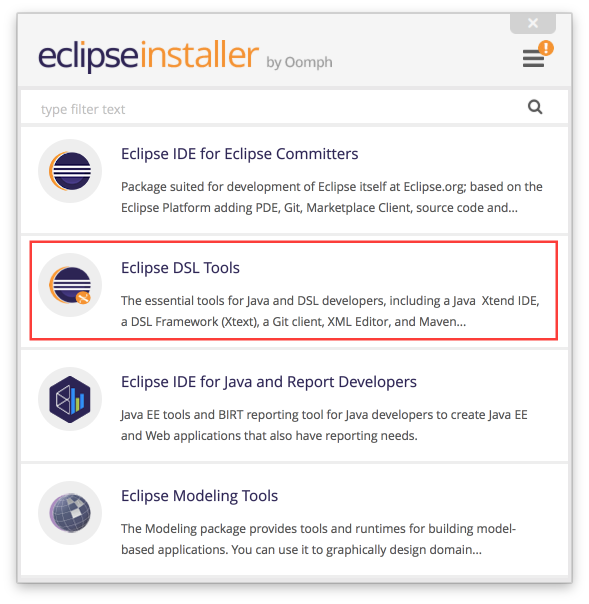 eclipseinstaller by Oomph
type filter text
Eclipse IDE for Eclipse Committers
Package suited for development of Eclipse itself at Eclipse.org; based on the
Eclipse Platform adding PDE, Git, Marketplace Client, source code and...
Eclipse DSL Tools
The essential tools for Java and DSL developers, including a Java Xtend IDE,
a DSL Framework (Xtext), a Git client, XML Editor, and Maven...
Eclipse IDE for Java and Report Developers
Java EE tools and BIRT reporting tool for Java developers to create Java EE
and Web applications that also have reporting needs.
Eclipse Modeling Tools
The Modeling package provides tools and runtimes for building model-
based applications. You can use it to graphically design domain...